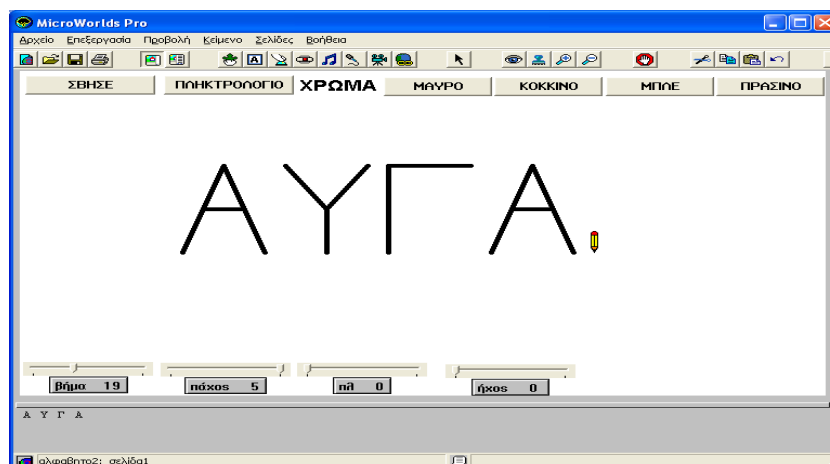 MicroWorlds Pro
Αρχείο Επεξεργασία Προβολή Κείμενο Σελίδες Βοήθεια
ΣΒΗΣΕ ΠΛΗΚΤΡΟΛΟΓΙΟ ΧΡΩΜΑ ΜΑΥΡΟ ΚΟΚΚΙΝΟ ΜΠΛΕ ΠΡΑΣΙΝΟ
ΑΥΓΑ
βήμα 19 πάχος 5 πλ 0 ήχος 0
Α Υ Γ Α
αλφαβητο2: σελίδα1